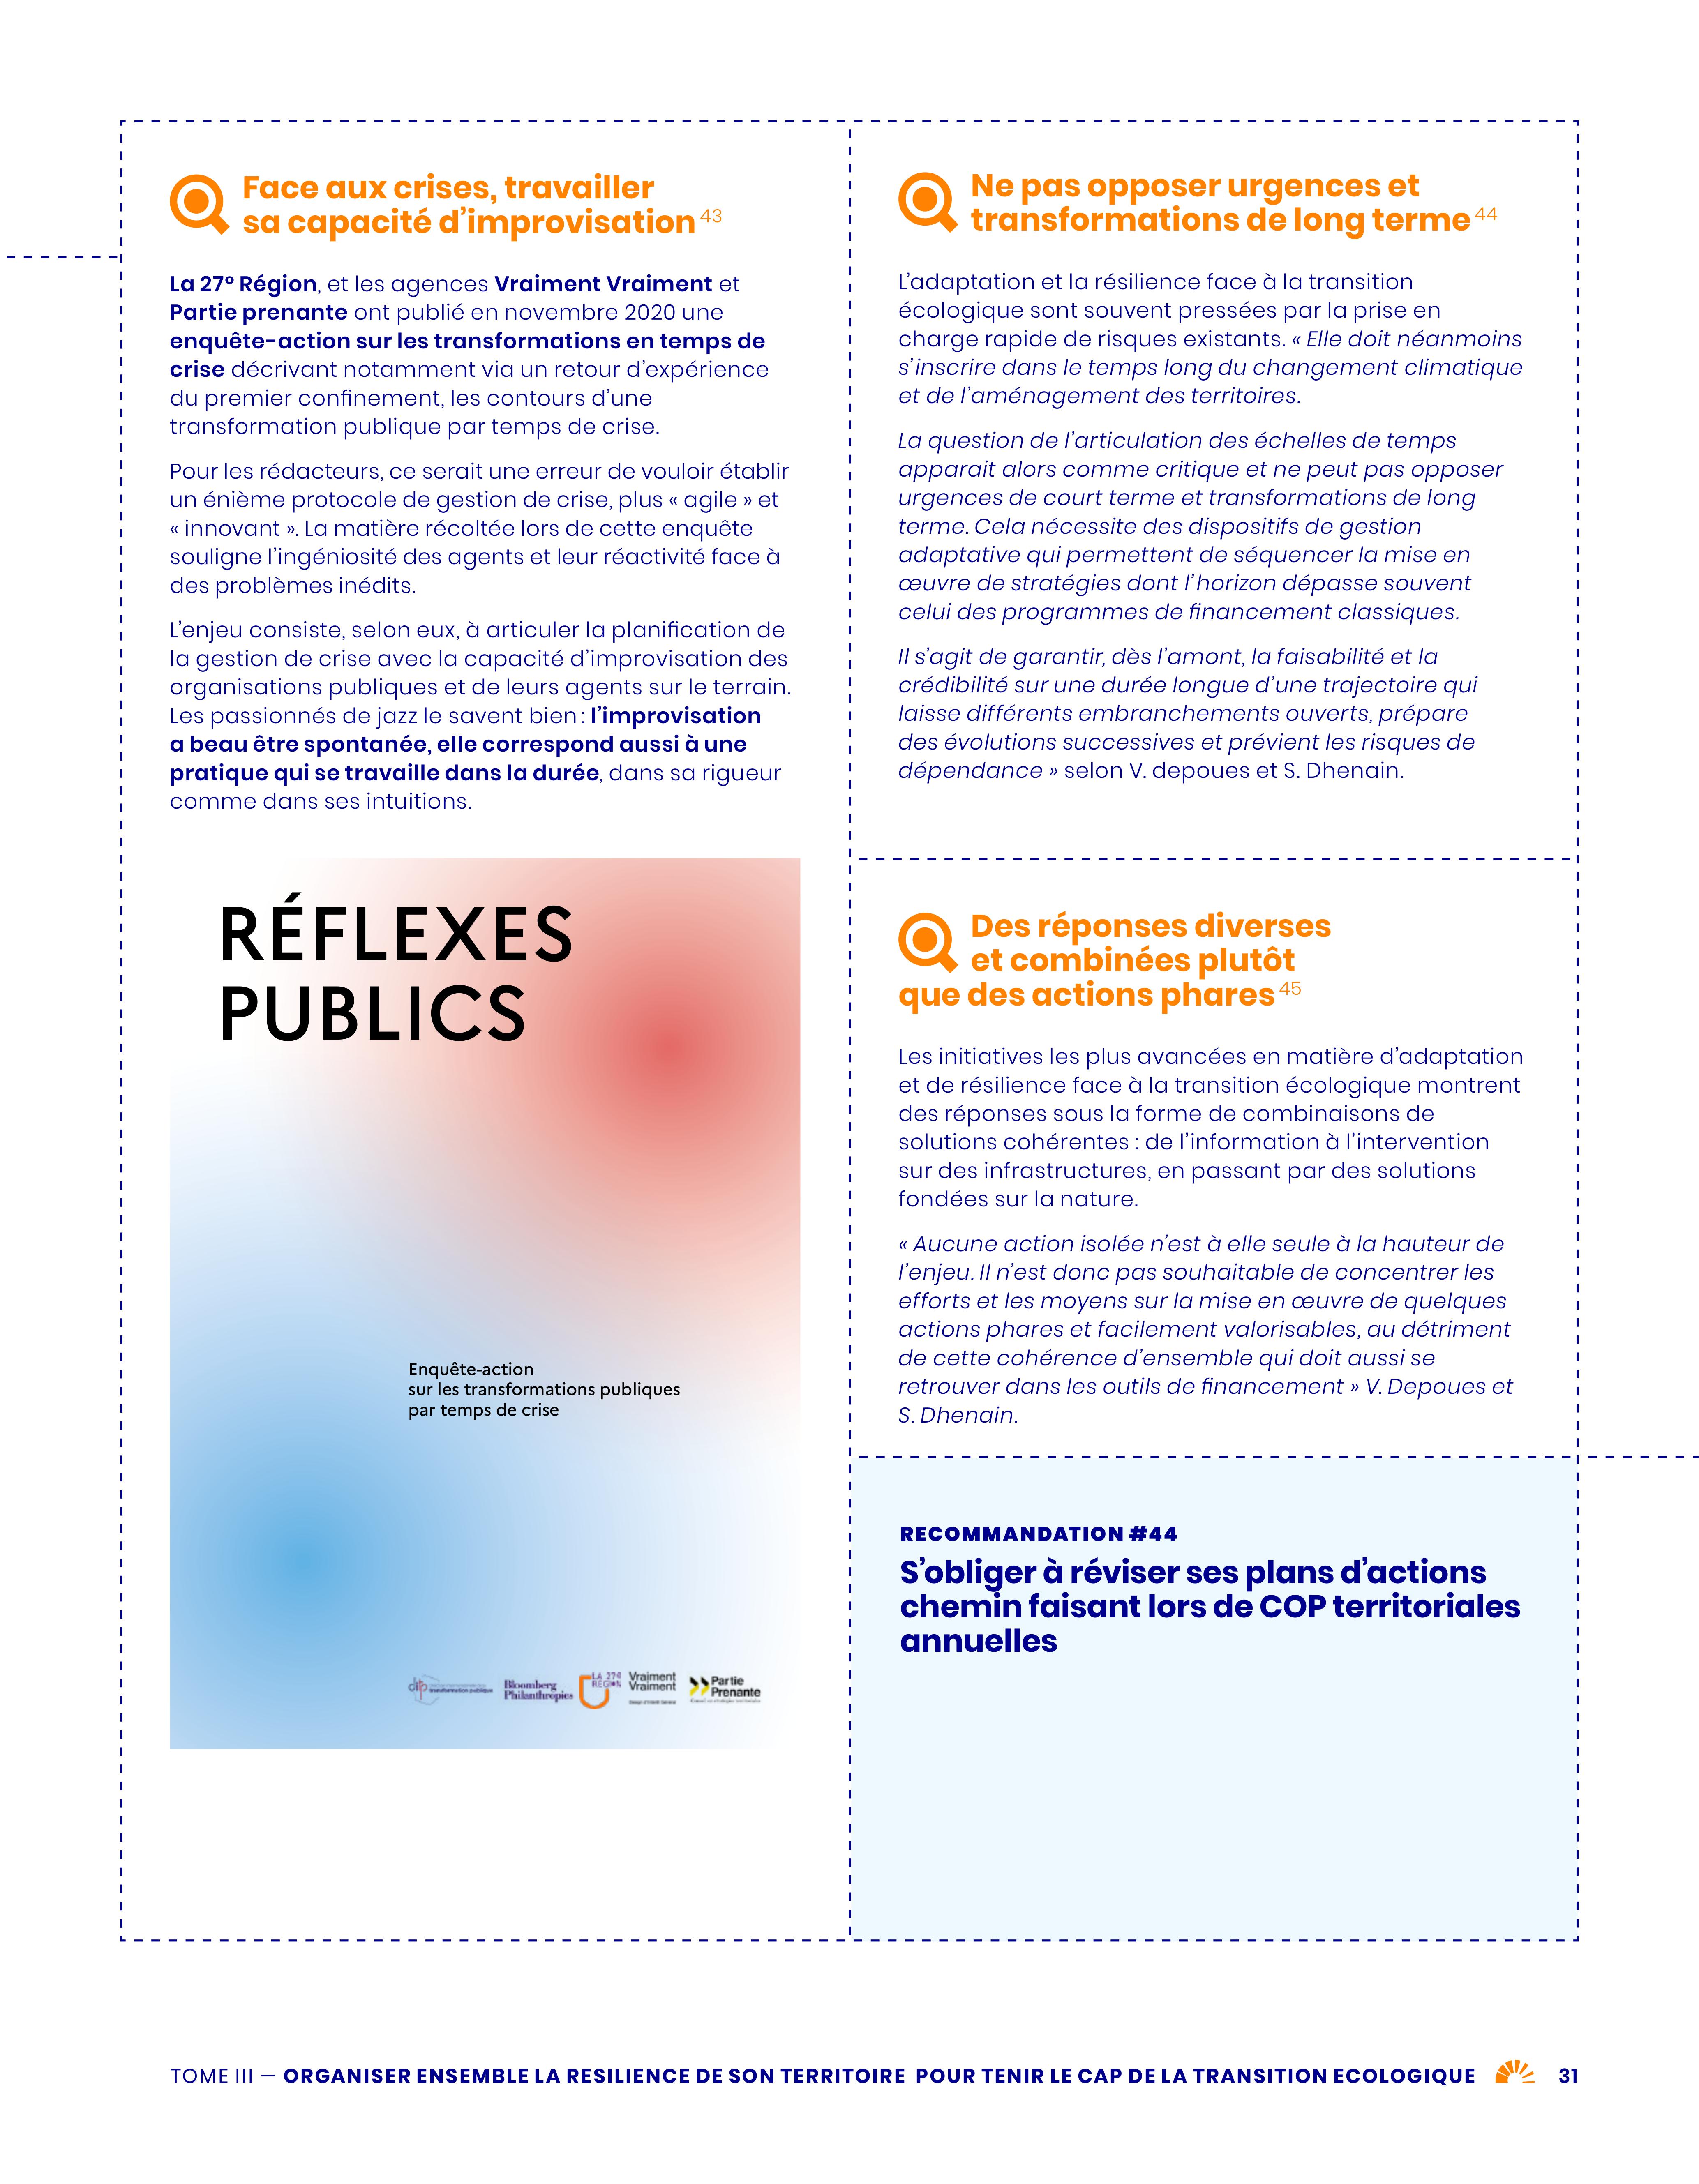 Face aux crises, travailler
sa capacité d’improvisation 43
La 27e Région, et les agences Vraiment Vraiment et
Partie prenante ont publié en novembre 2020 une
enquête-action sur les transformations en temps de
crise décrivant notamment via un retour d’expérience
du premier confinement, les contours d’une
transformation publique par temps de crise.
Pour les rédacteurs, ce serait une erreur de vouloir établir
un énième protocole de gestion de crise, plus « agile » et
« innovant ». La matière récoltée lors de cette enquête
souligne l’ingéniosité des agents et leur réactivité face à
des problèmes inédits.
L’enjeu consiste, selon eux, à articuler la planification de
la gestion de crise avec la capacité d’improvisation des
organisations publiques et de leurs agents sur le terrain.
Les passionnés de jazz le savent bien : l’improvisation
a beau être spontanée, elle correspond aussi à une
pratique qui se travaille dans la durée, dans sa rigueur
comme dans ses intuitions.
RÉFLEXES
PUBLICS
Enquête-action
sur les transformations publiques
par temps de crise
ditp
transformation publique
Bloomberg
Philanthropies
LA 27e
RÉGION
Vraiment
Vraiment
Partie
Prenante
Ne pas opposer urgences et
transformations de long terme 44
L’adaptation et la résilience face à la transition
écologique sont souvent pressées par la prise en
charge rapide de risques existants. « Elle doit néanmoins
s’inscrire dans le temps long du changement climatique
et de l’aménagement des territoires.
La question de l’articulation des échelles de temps
apparait alors comme critique et ne peut pas opposer
urgences de court terme et transformations de long
terme. Cela nécessite des dispositifs de gestion
adaptative qui permettent de séquencer la mise en
œuvre de stratégies dont l’horizon dépasse souvent
celui des programmes de financement classiques.
Il s’agit de garantir, dès l’amont, la faisabilité et la
crédibilité sur une durée longue d’une trajectoire qui
laisse différents embranchements ouverts, prépare
des évolutions successives et prévient les risques de
dépendance » selon V. depoues et S. Dhenain.
Des réponses diverses
et combinées plutôt
que des actions phares 45
Les initiatives les plus avancées en matière d’adaptation
et de résilience face à la transition écologique montrent
des réponses sous la forme de combinaisons de
solutions cohérentes : de l’information à l’intervention
sur des infrastructures, en passant par des solutions
fondées sur la nature.
« Aucune action isolée n’est à elle seule à la hauteur de
l’enjeu. Il n’est donc pas souhaitable de concentrer les
efforts et les moyens sur la mise en œuvre de quelques
actions phares et facilement valorisables, au détriment
de cette cohérence d’ensemble qui doit aussi se
retrouver dans les outils de financement » V. Depoues et
S. Dhenain.
RECOMMANDATION #44
S’obliger à réviser ses plans d’actions
chemin faisant lors de COP territoriales
annuelles
TOME III — ORGANISER ENSEMBLE LA RESILIENCE DE SON TERRITOIRE POUR TENIR LE CAP DE LA TRANSITION ECOLOGIQUE 31